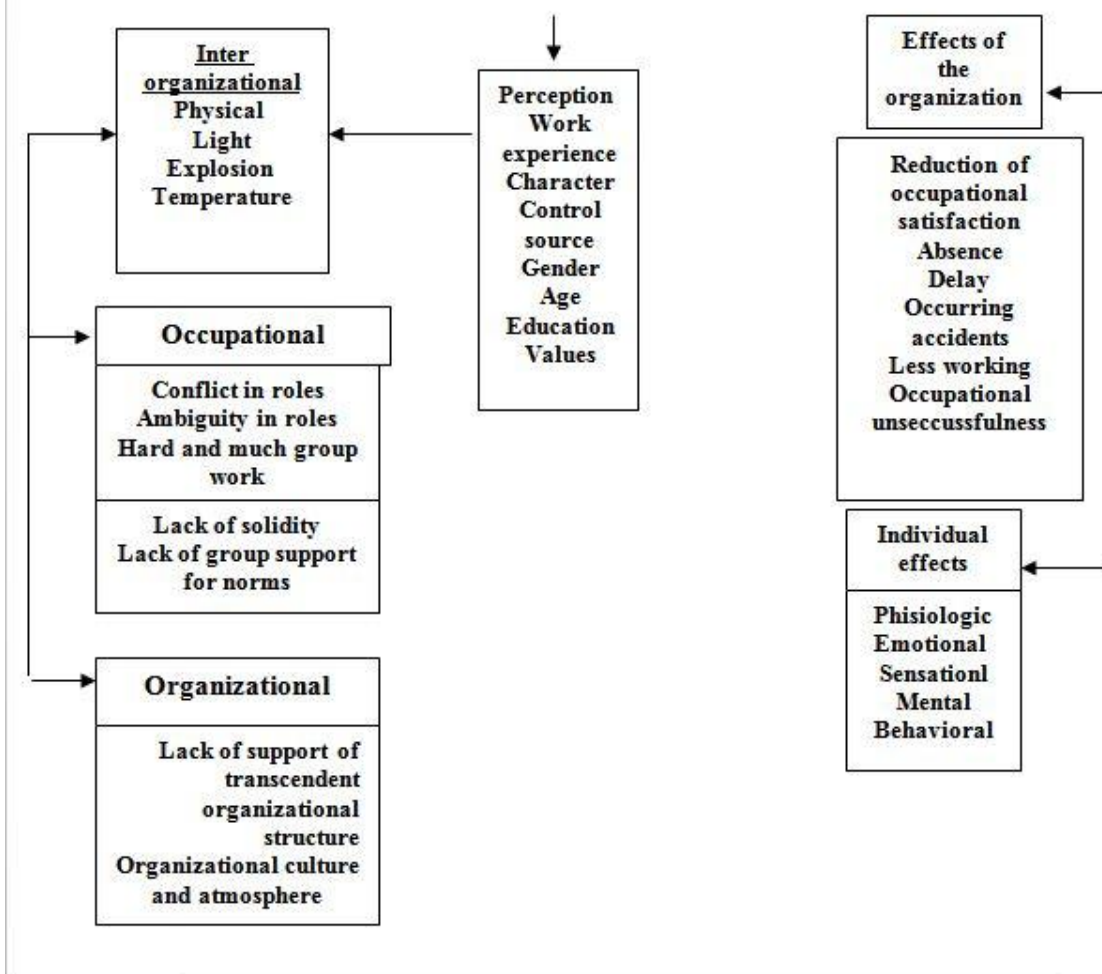 Inter
organizational
Physical
Light
Explosion
Temperature
Occupational
Conflict in roles
Ambiguity in roles
Hard and much group
work
Lack of solidity
Lack of group support
for norms
Organizational
Lack of support of
transcendent
organizational
structure
Organizational culture
and atmosphere
Perception
Work
experience
Character
Control
source
Gender
Age
Education
Values
Effects of
the
organization
Reduction of
occupational
satisfaction
Absence
Delay
Occurring
accidents
Less working
Occupational
unseccussfulness
Individual
effects
Phisiologic
Emotional
Sensationl
Mental
Behavioral